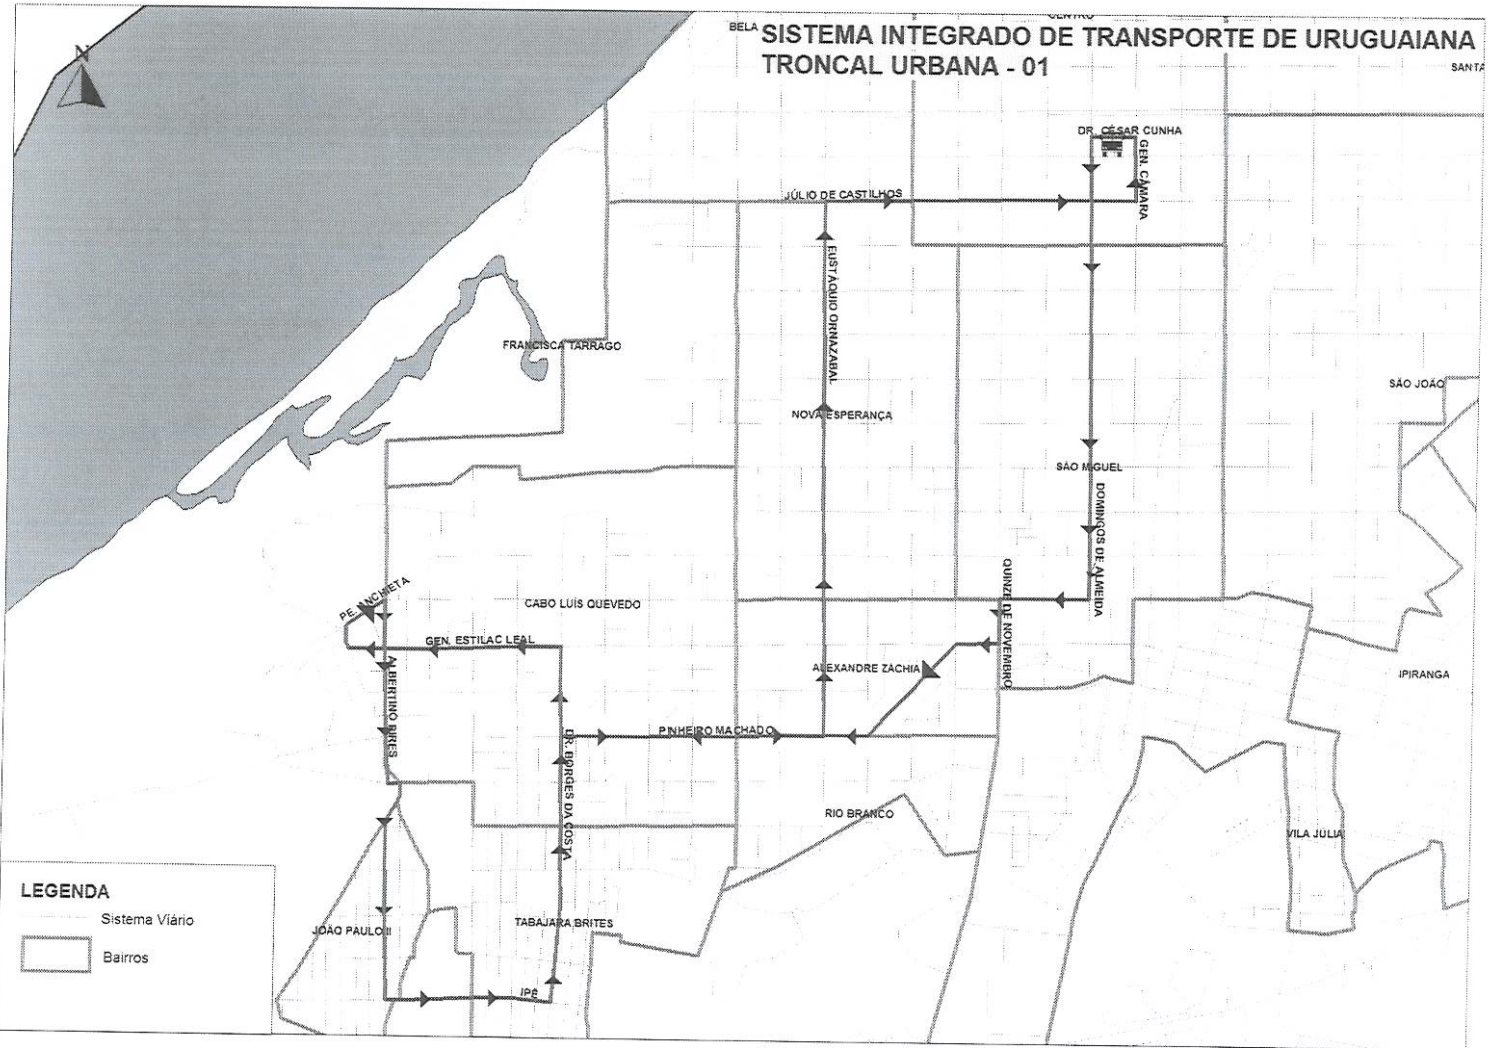 BELA
CENTRO
SISTEMA INTEGRADO DE TRANSPORTE DE URUGUAIANA
TRONCAL URBANA - 01
SANTA
N
DR. CÉSAR CUNHA
GEN. CÂMARA
JÚLIO DE CASTILHOS
EUSTÁQUIO ORNAZABAL
FRANCISCA TARRAGO
SÃO JOÃO
NOVA ESPERANÇA
SÃO MIGUEL
DOMINGOS DE ALMEIDA
QUINZE DE NOVEMBRO
PE. ANCHIETA
CABO LUÍS QUEVEDO
GEN. ESTILAC LEAL
ALEXANDRE ZACHIA
IPIRANGA
ALBERTINO PIRES
PINHEIRO MACHADO
DR. BORGES DA COSTA
RIO BRANCO
VILA JULIA
LEGENDA
Sistema Viário
Bairros
JOÃO PAULO II
TABAJARA BRITES
IPÊ